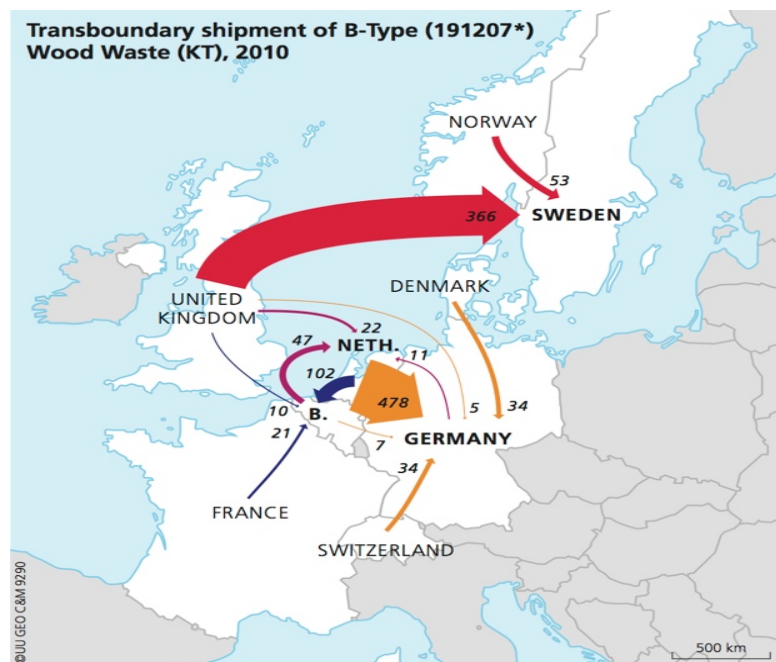 Transboundary shipment of B-Type (191207*)
Wood Waste (KT), 2010
NORWAY
53
366
SWEDEN
DENMARK
UNITED
KINGDOM
22
47
NETH.
11
102
478
10
B.
5
34
21
7
GERMANY
34
FRANCE
SWITZERLAND
500 km
©UU GEO C&M 9290